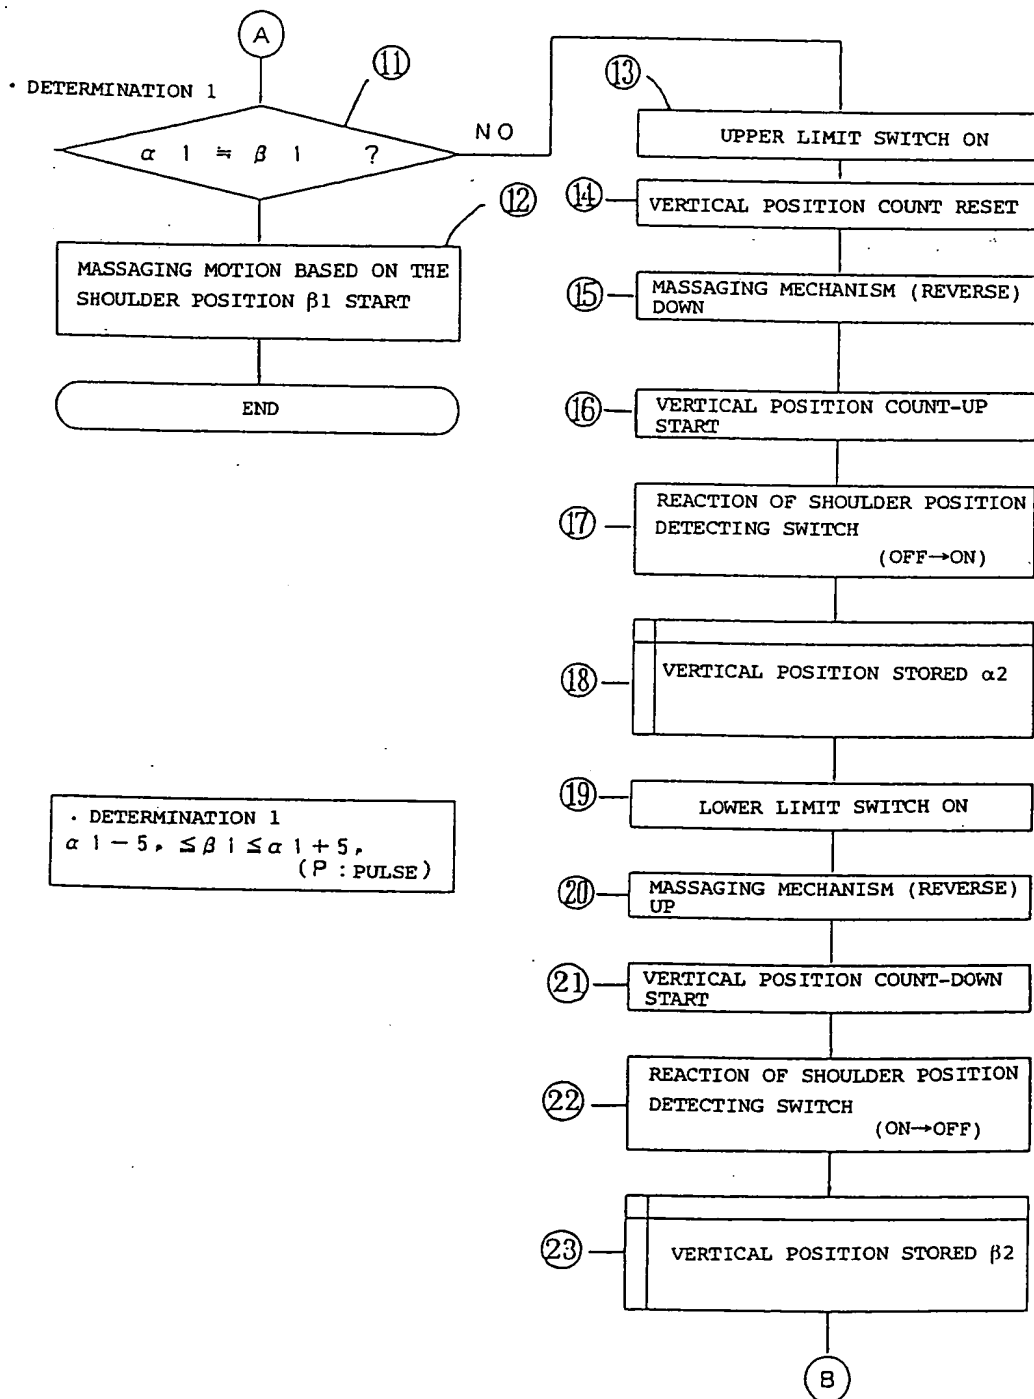 A
⑪
・DETERMINATION 1
α 1 ≒ β 1 ?
NO
⑫
MASSAGING MOTION BASED ON THE
SHOULDER POSITION β1 START
END
・DETERMINATION 1
α 1 − 5P ≦ β 1 ≦ α 1 + 5P
(P : PULSE)
⑬
UPPER LIMIT SWITCH ON
⑭
VERTICAL POSITION COUNT RESET
⑮
MASSAGING MECHANISM (REVERSE)
DOWN
⑯
VERTICAL POSITION COUNT-UP
START
⑰
REACTION OF SHOULDER POSITION
DETECTING SWITCH
(OFF→ON)
⑱
VERTICAL POSITION STORED α2
⑲
LOWER LIMIT SWITCH ON
⑳
MASSAGING MECHANISM (REVERSE)
UP
㉑
VERTICAL POSITION COUNT-DOWN
START
㉒
REACTION OF SHOULDER POSITION
DETECTING SWITCH
(ON→OFF)
㉓
VERTICAL POSITION STORED β2
B